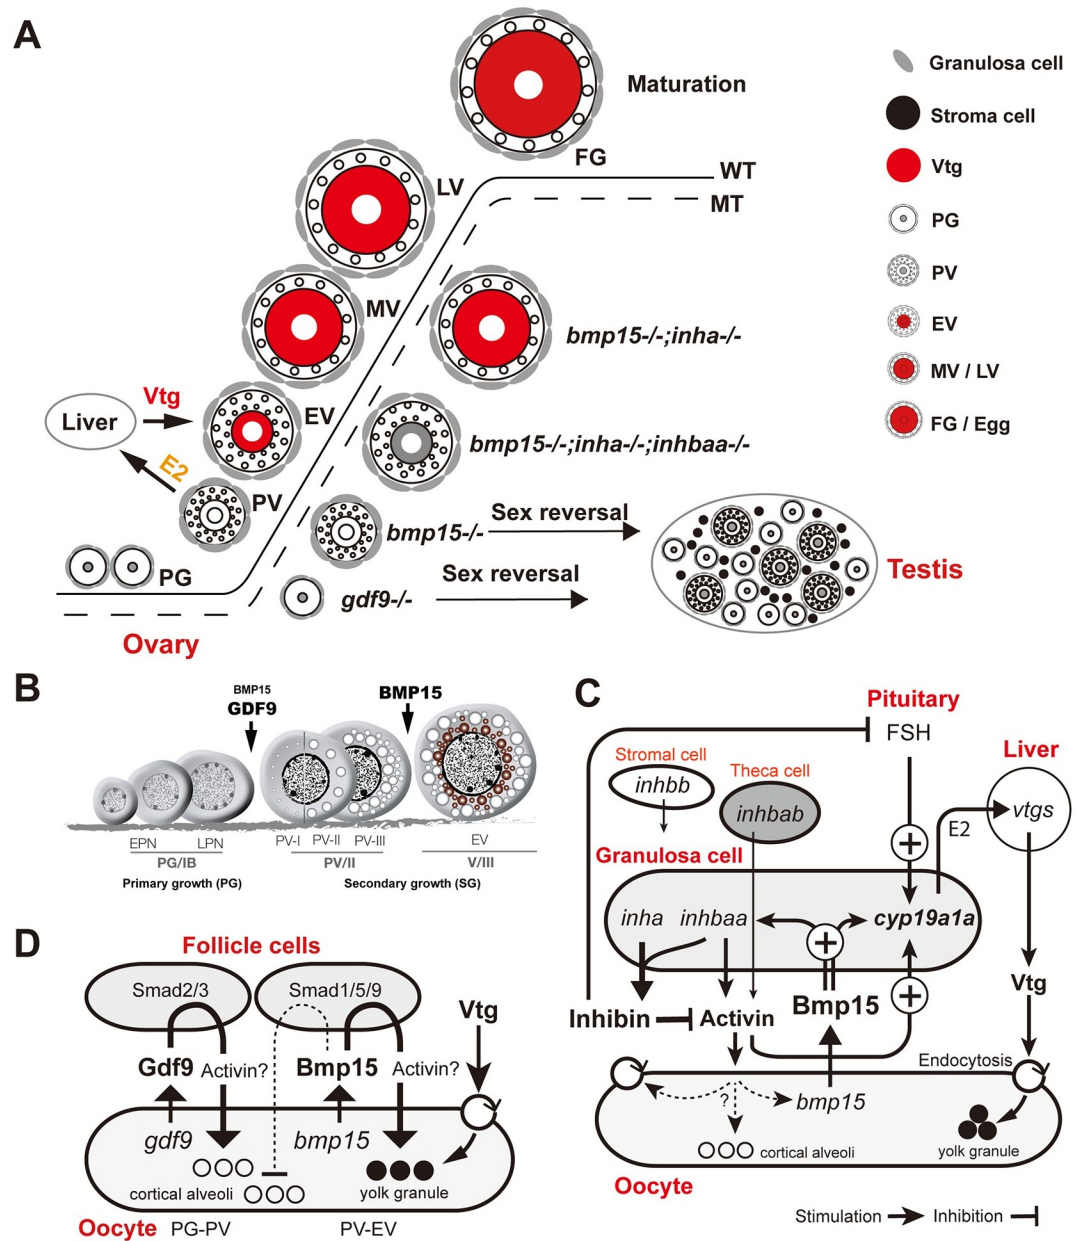 A
Maturation
FG
WT
MT
LV
MV
bmp15-/-;inha-/-
Liver
Vtg
EV
bmp15-/-;inha-/-;inhbaa-/-
E2
PV
bmp15-/-
Sex reversal
PG
Sex reversal
gdf9-/-
Testis
Ovary
Granulosa cell
Stroma cell
Vtg
PG
PV
EV
MV / LV
FG / Egg
B
BMP15
GDF9
BMP15
EPN
LPN
PV-I
PV-II
PV-III
EV
PG/IB
PV/II
V/III
Primary growth (PG)
Secondary growth (SG)
C
Pituitary
FSH
Liver
Stromal cell
inhbb
Theca cell
inhbab
vtgs
E2
Granulosa cell
inha
inhbaa
cyp19a1a
Vtg
Inhibin
Activin
Bmp15
Endocytosis
?
bmp15
cortical alveoli
yolk granule
Oocyte
Stimulation
Inhibition
D
Follicle cells
Smad2/3
Smad1/5/9
Vtg
Gdf9
Activin?
Bmp15
Activin?
gdf9
bmp15
cortical alveoli
yolk granule
Oocyte
PG-PV
PV-EV